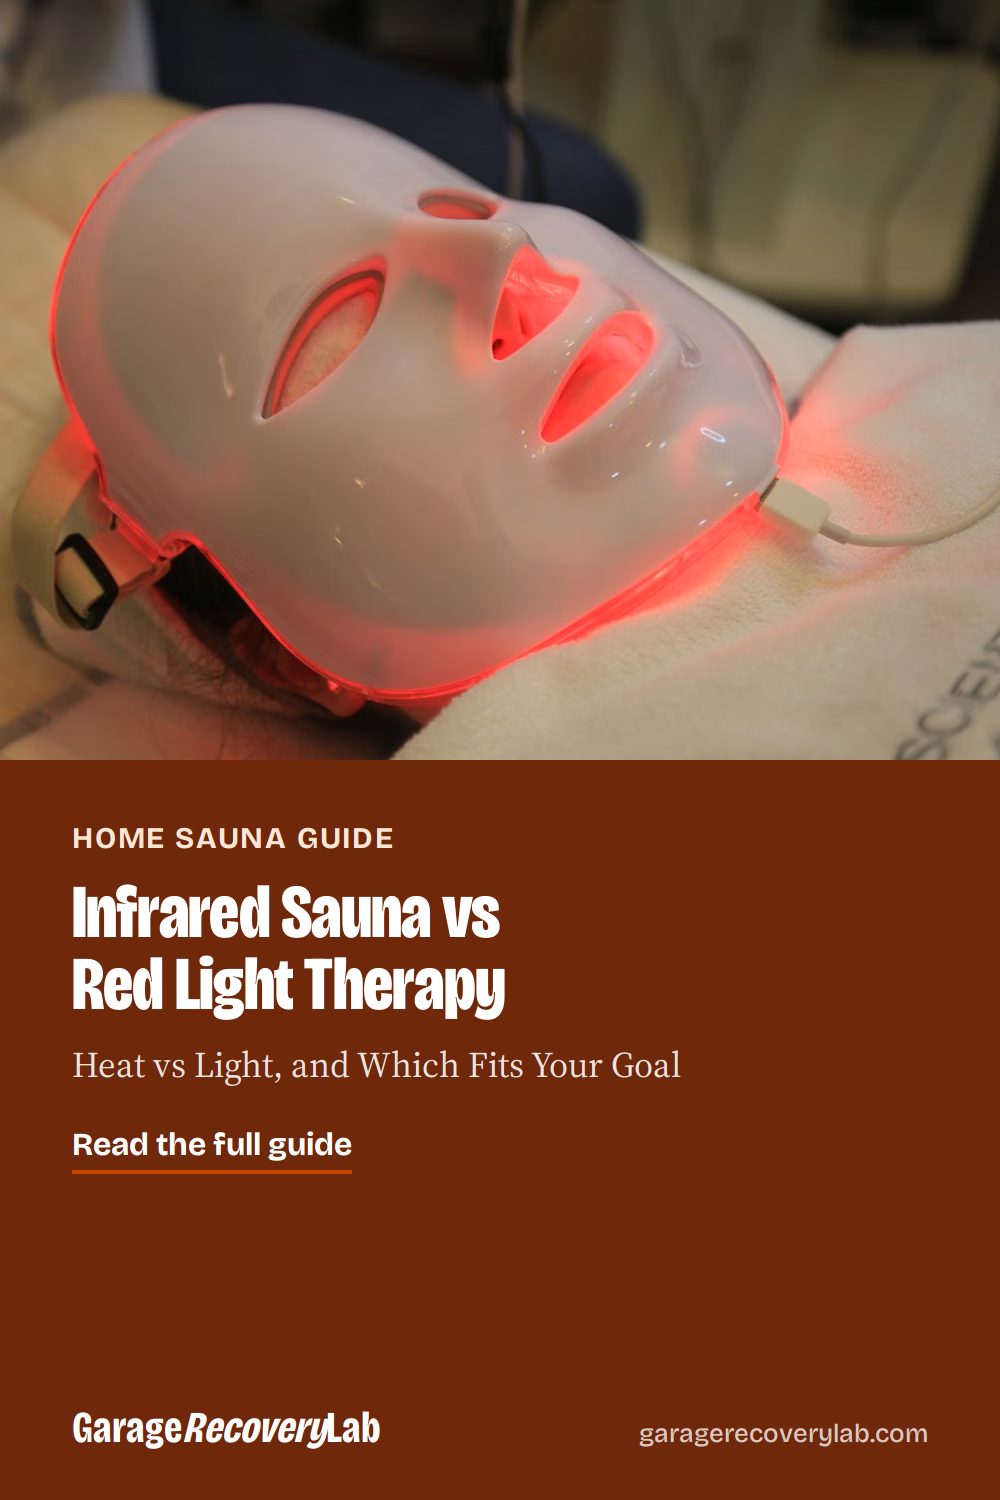 HOME SAUNA GUIDE
Infrared Sauna vs
Red Light Therapy
Heat vs Light, and Which Fits Your Goal
Read the full guide
GarageRecoveryLab
garagerecoverylab.com